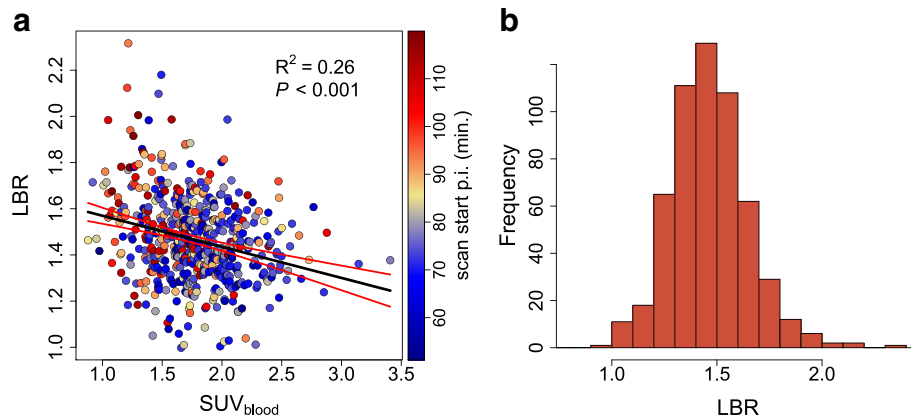 a
R² = 0.26
P < 0.001
LBR
1.0 1.2 1.4 1.6 1.8 2.0 2.2
1.0 1.5 2.0 2.5 3.0 3.5
SUVblood
60 70 80 90 100 110
scan start p.i. (min.)
b
Frequency
0 20 40 60 80 100
1.0 1.5 2.0
LBR